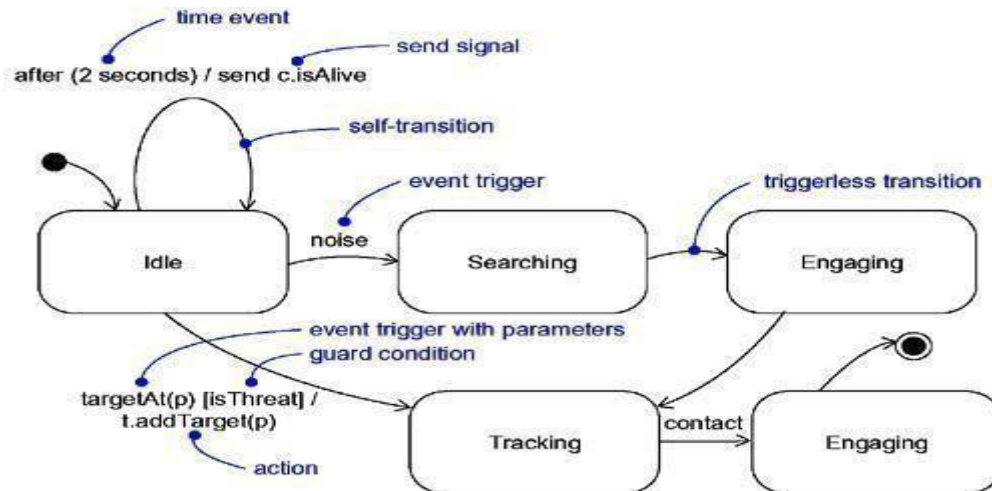 time event
send signal
after (2 seconds) / send c.isAlive
self-transition
event trigger
triggerless transition
noise
Idle
Searching
Engaging
event trigger with parameters
guard condition
targetAt(p) [isThreat] /
t.addTarget(p)
contact
Tracking
Engaging
action